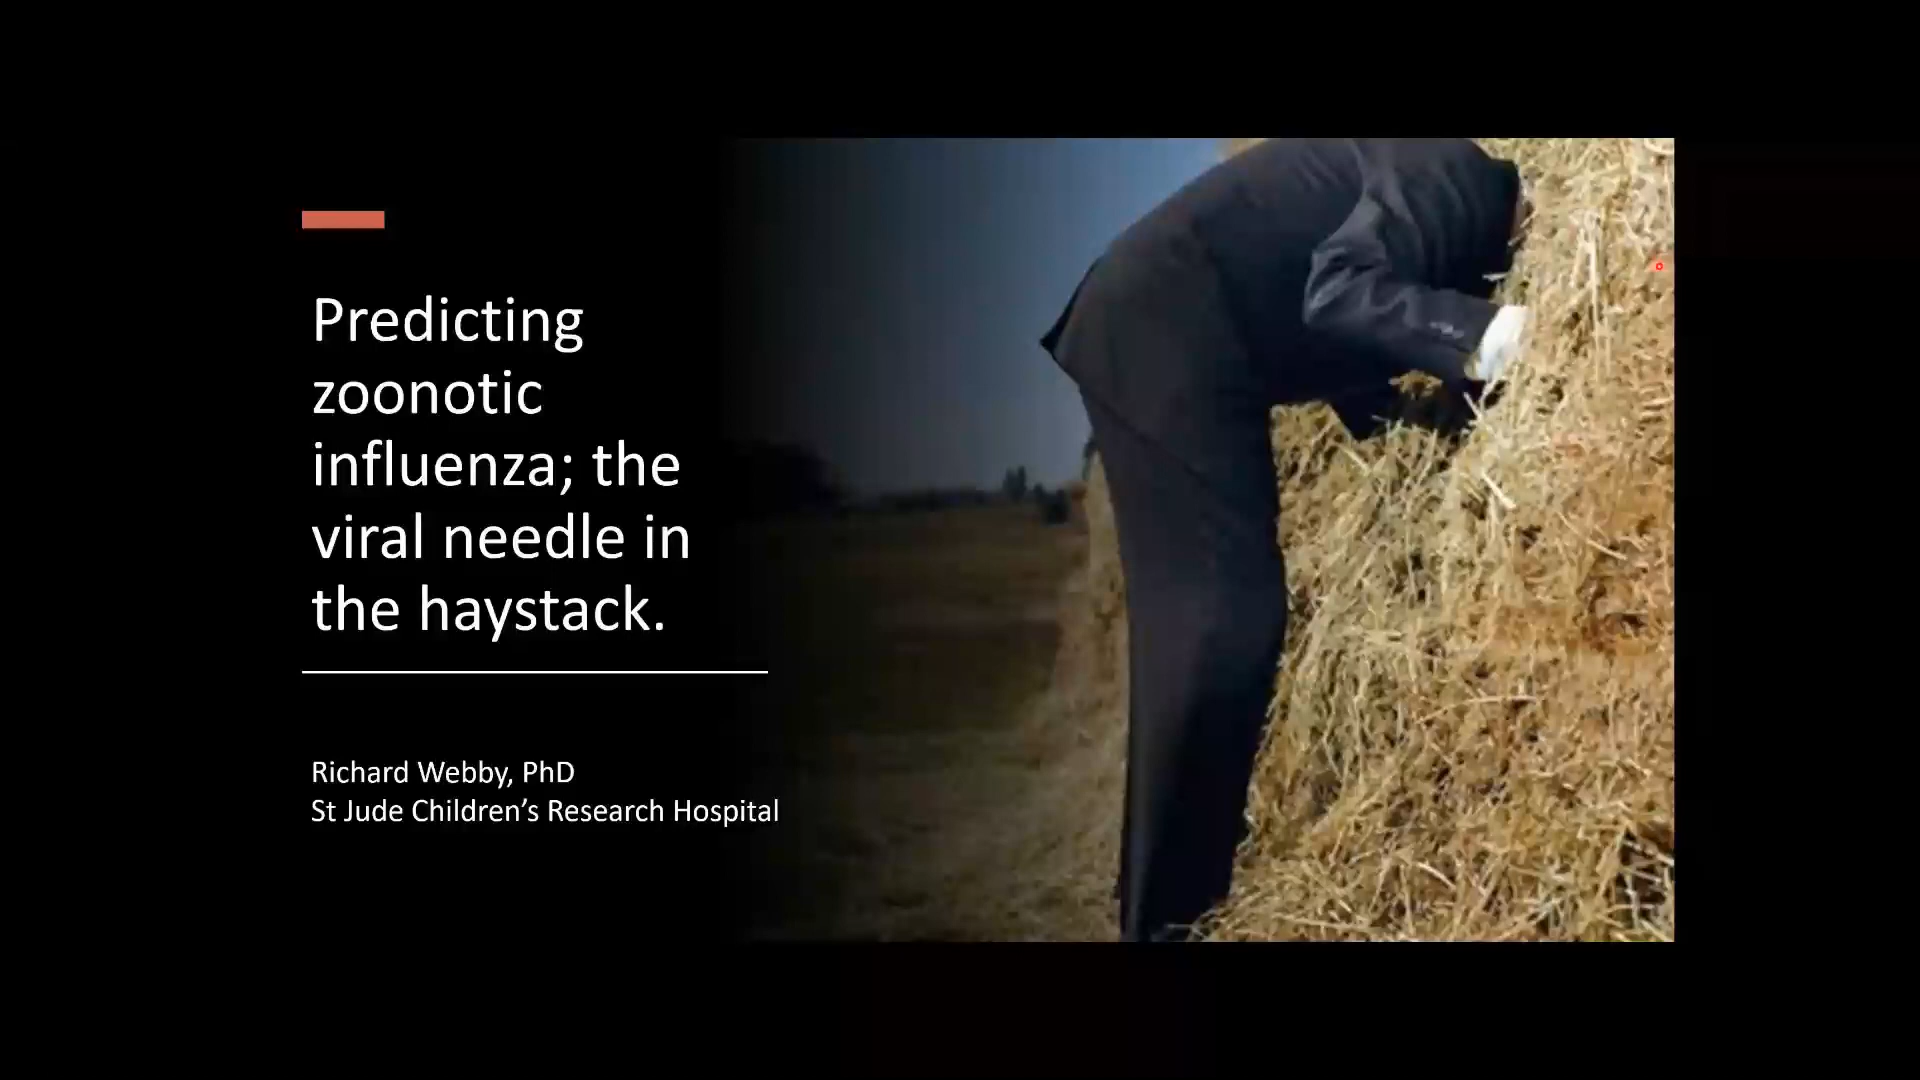 Predicting
zoonotic
influenza; the
viral needle in
the haystack.
Richard Webby, PhD
St Jude Children’s Research Hospital